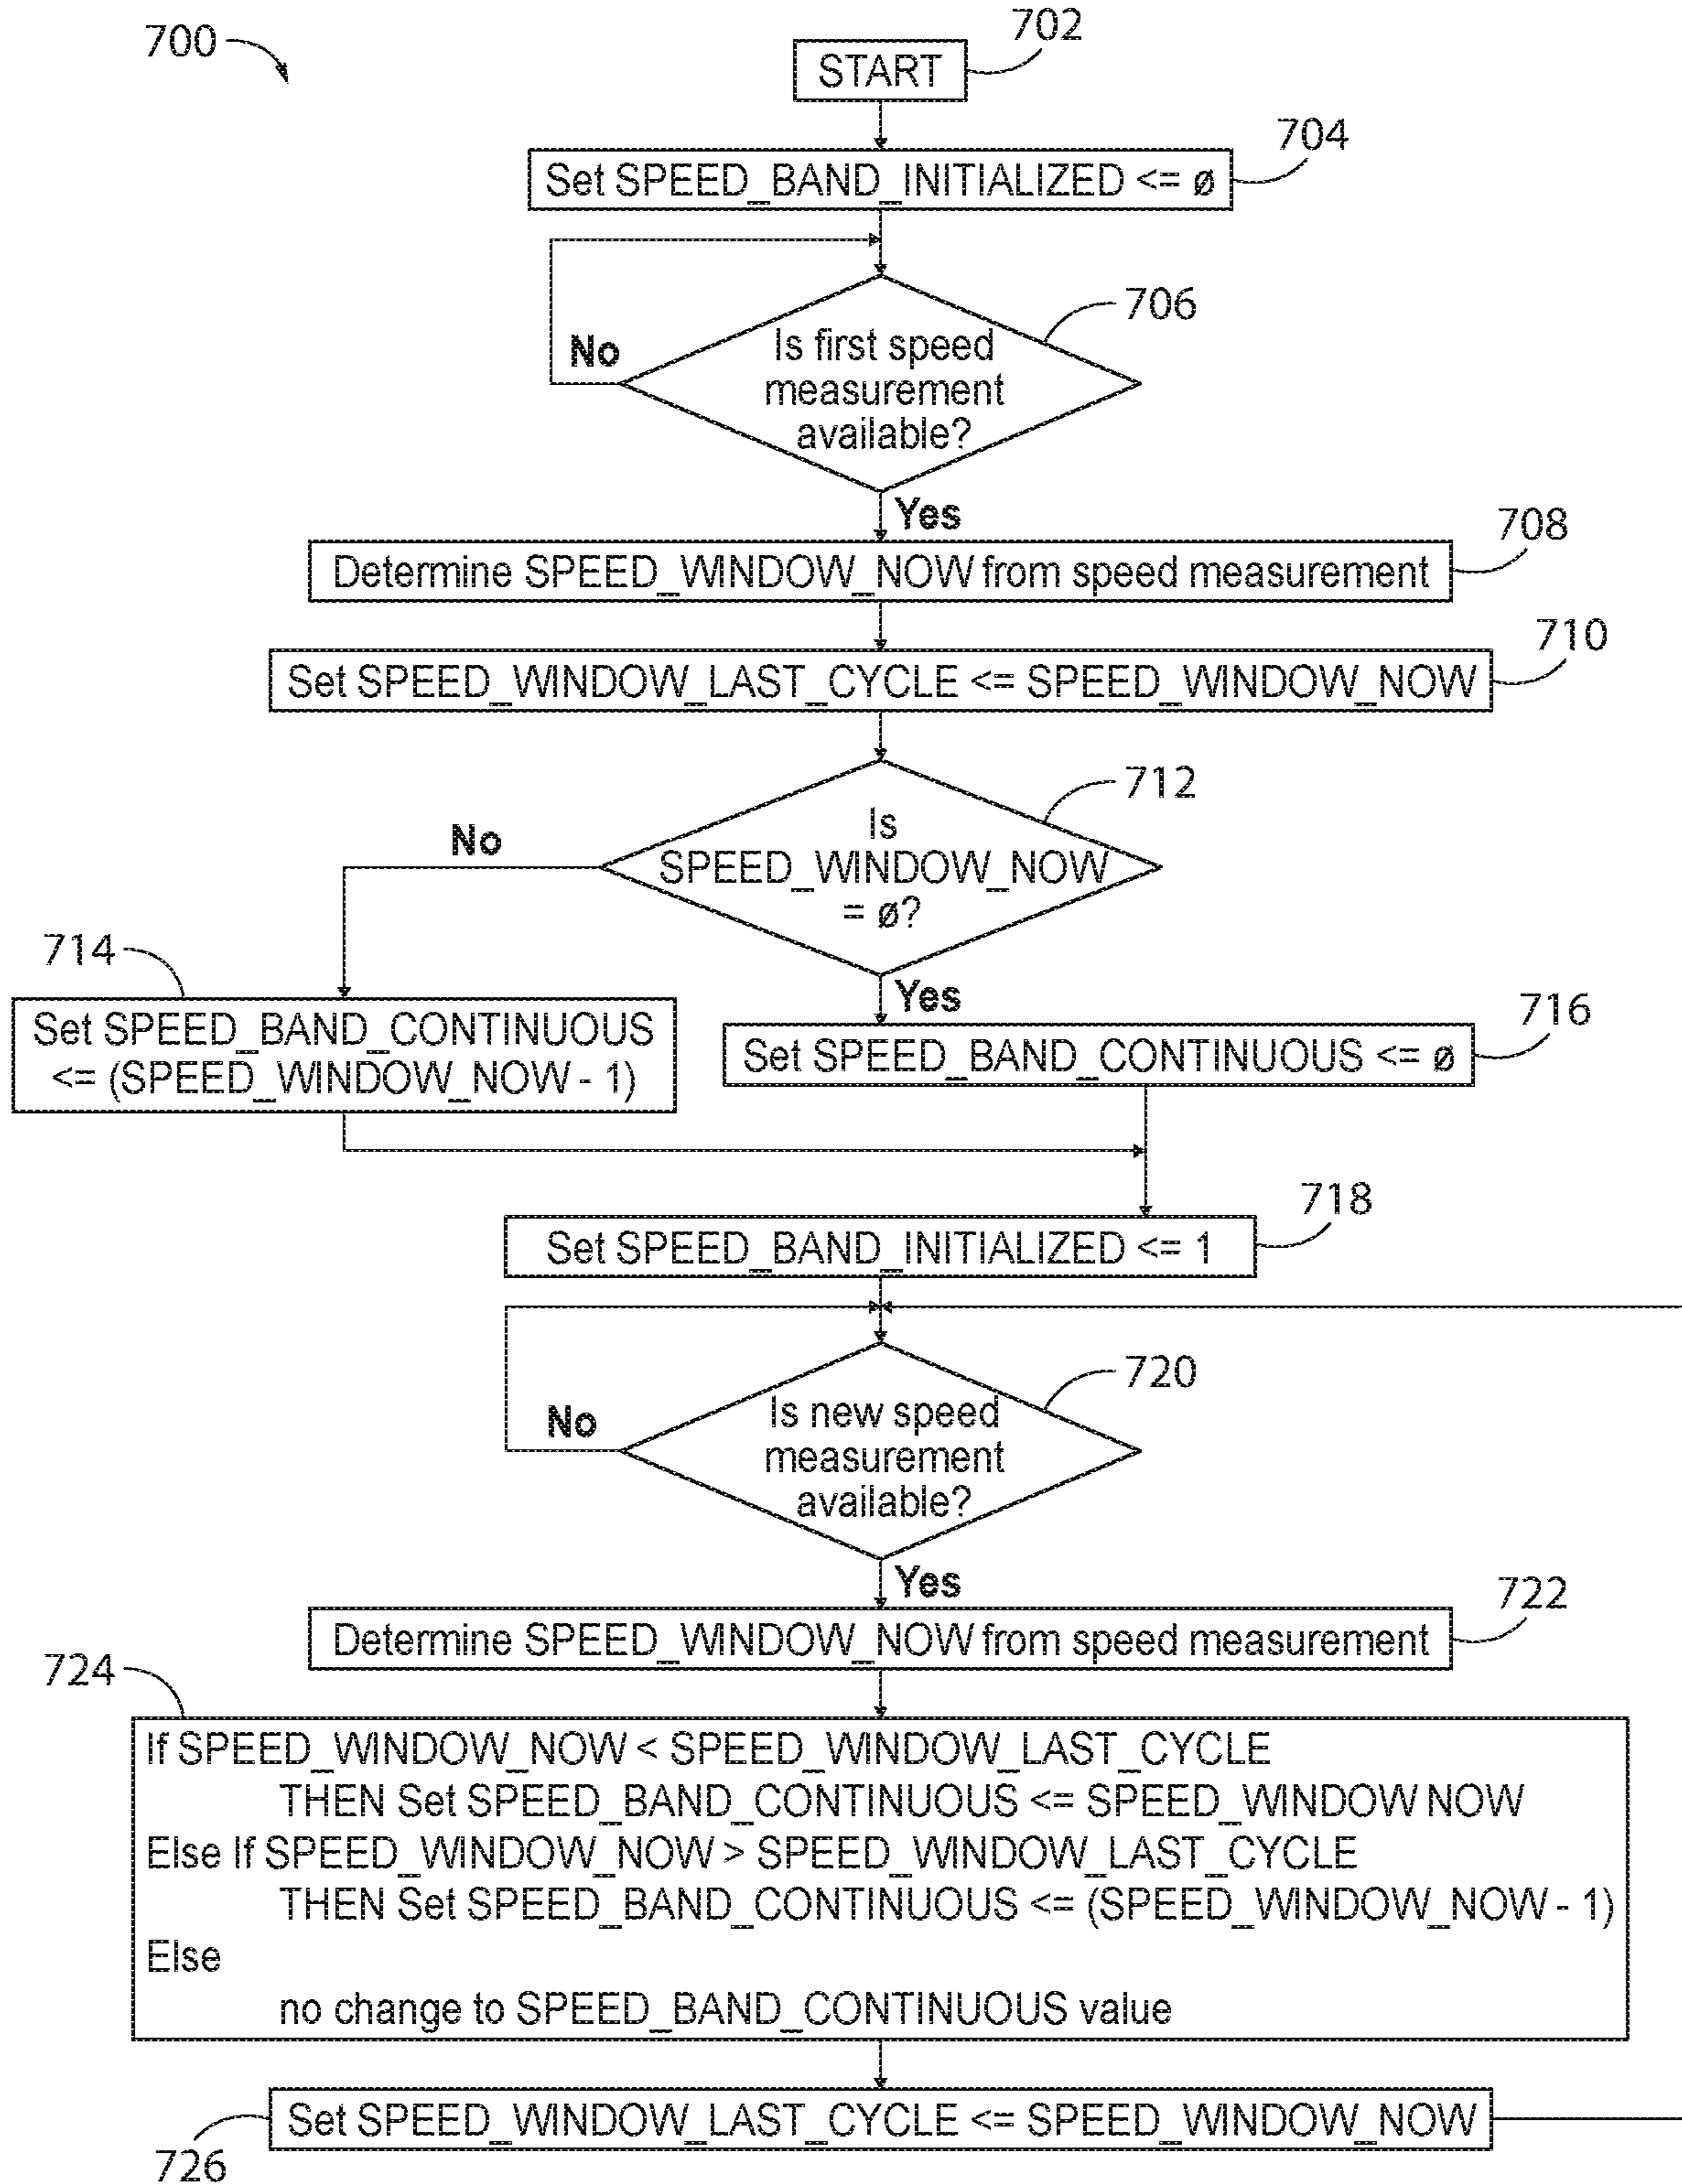 700
702
START
704
Set SPEED_BAND_INITIALIZED <= ø
706
Is first speed
measurement
available?
No
Yes
708
Determine SPEED_WINDOW_NOW from speed measurement
710
Set SPEED_WINDOW_LAST_CYCLE <= SPEED_WINDOW_NOW
712
Is
SPEED_WINDOW_NOW
= ø?
No
Yes
714
Set SPEED_BAND_CONTINUOUS
<= (SPEED_WINDOW_NOW - 1)
716
Set SPEED_BAND_CONTINUOUS <= ø
718
Set SPEED_BAND_INITIALIZED <= 1
720
Is new speed
measurement
available?
No
Yes
722
Determine SPEED_WINDOW_NOW from speed measurement
724
If SPEED_WINDOW_NOW < SPEED_WINDOW_LAST_CYCLE
THEN Set SPEED_BAND_CONTINUOUS <= SPEED_WINDOW NOW
Else If SPEED_WINDOW_NOW > SPEED_WINDOW_LAST_CYCLE
THEN Set SPEED_BAND_CONTINUOUS <= (SPEED_WINDOW_NOW - 1)
Else
no change to SPEED_BAND_CONTINUOUS value
Set SPEED_WINDOW_LAST_CYCLE <= SPEED_WINDOW_NOW
726